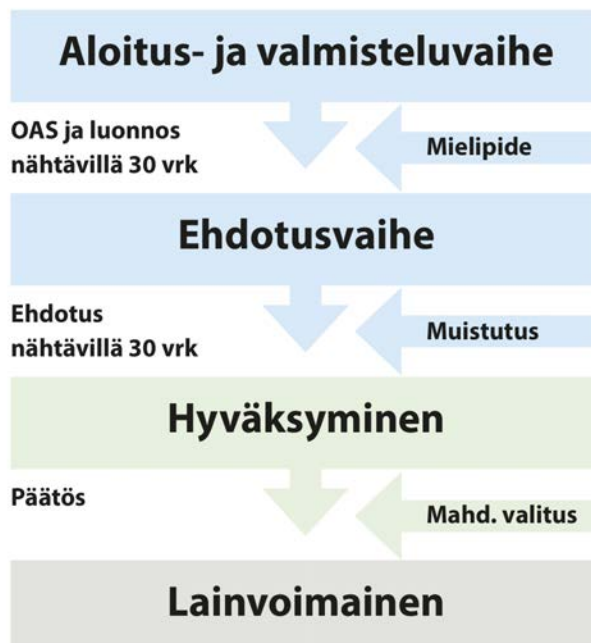 Aloitus- ja valmisteluvaihe
OAS ja luonnos
nähtävillä 30 vrk
Mielipide
Ehdotusvaihe
Ehdotus
nähtävillä 30 vrk
Muistutus
Hyväksyminen
Päätös
Mahd. valitus
Lainvoimainen